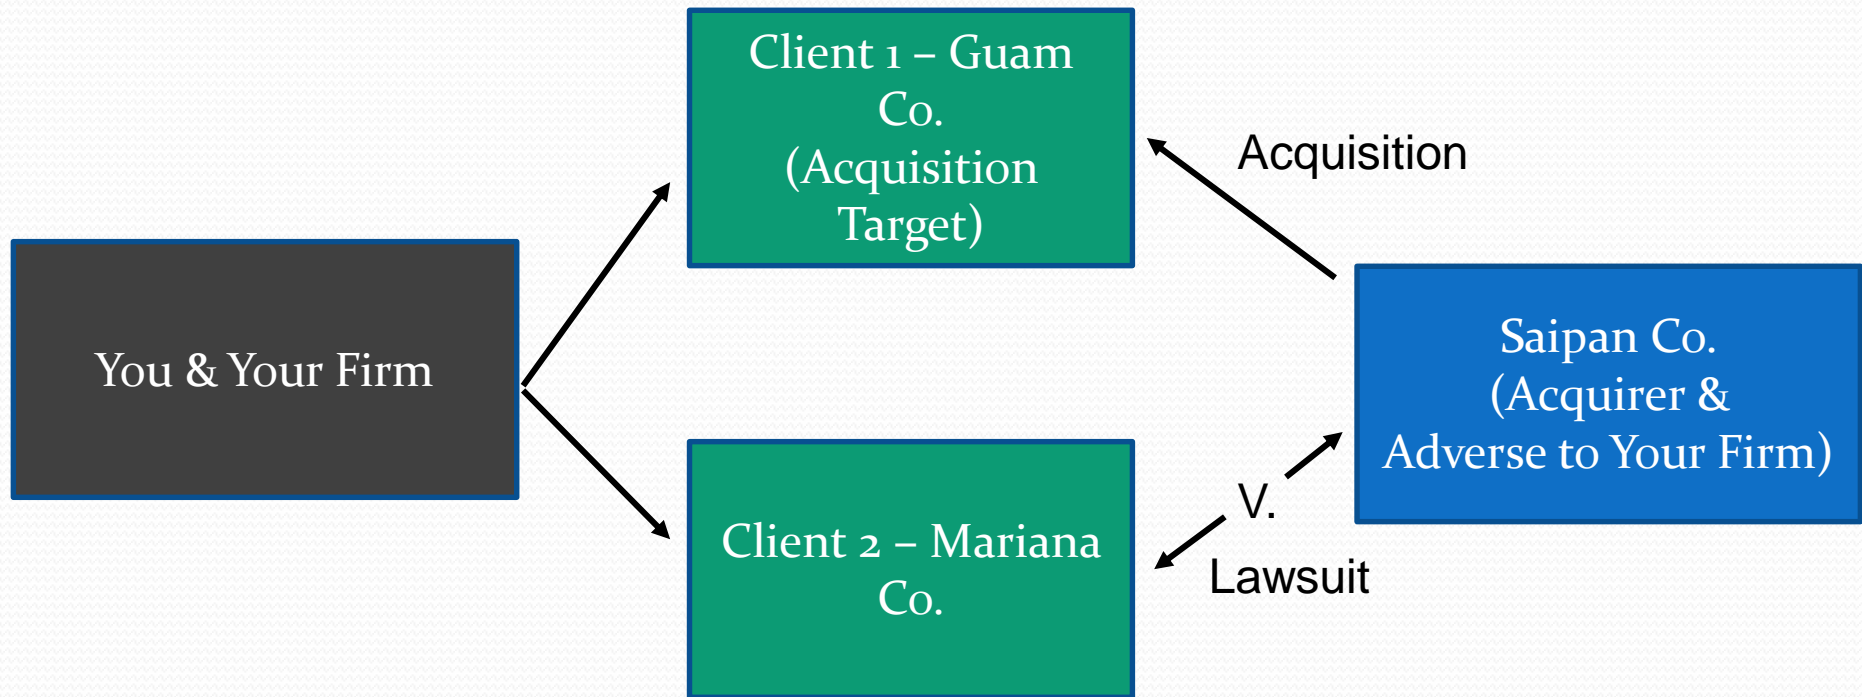 Client 1 – Guam
Co.
(Acquisition
Target)
Acquisition
You & Your Firm
Saipan Co.
(Acquirer &
Adverse to Your Firm)
V.
Lawsuit
Client 2 – Mariana
Co.